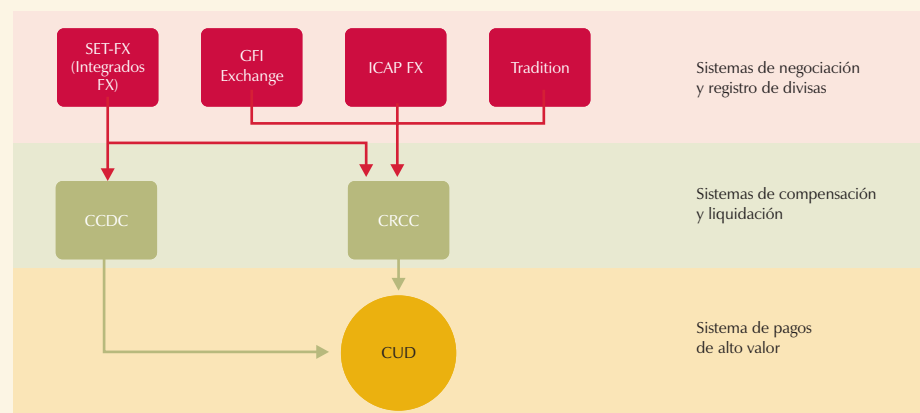 SET-FX
(Integrados
FX)
GFI
Exchange
ICAP FX
Tradition
Sistemas de negociación
y registro de divisas
CCDC
CRCC
Sistemas de compensación
y liquidación
CUD
Sistema de pagos
de alto valor